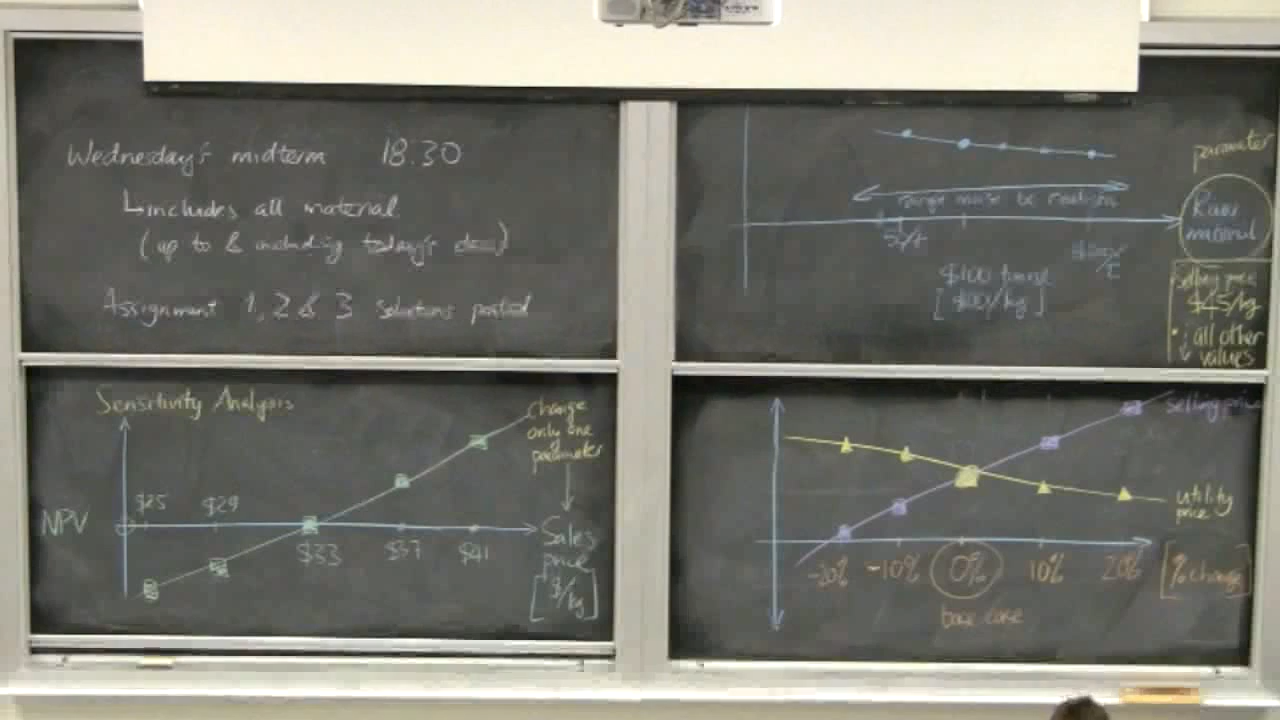 Wednesday's midterm 18.30
↳ includes all material
(up to & including today's class)
Assignment 1, 2 & 3 solutions posted
parameter
Raw
material
range must be realistic
$100
[ $100/kg ]
Selling price
$45/kg
all other
values
Sensitivity Analysis
change
only one
parameter
NPV
$25 $29 $33 $37 $41
Sales
price
[$/kg]
selling price
utility
price
-20% -10% 0% 10% 20% [% change]
base case